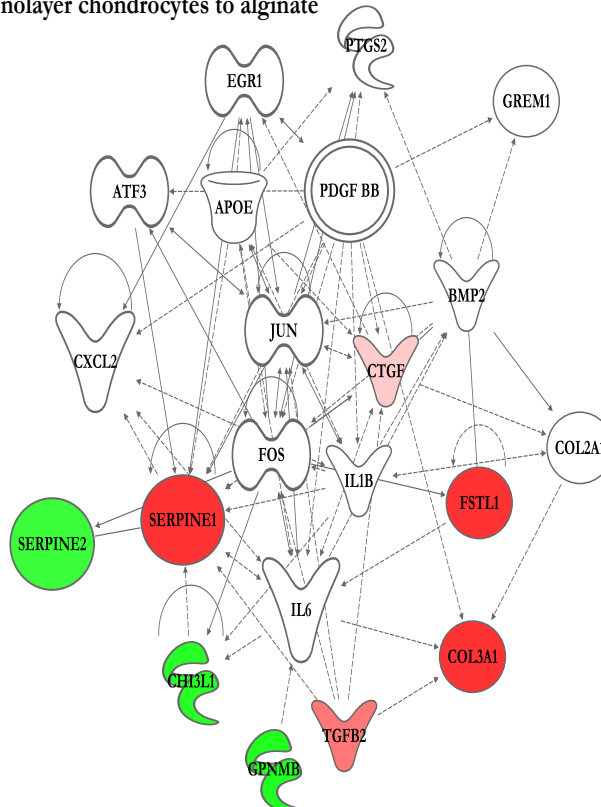 nolayer chondrocytes to alginate
PTGS2
EGR1
GREM1
ATF3
APOE
PDGF BB
BMP2
JUN
CXCL2
CTGF
FOS
COL2A
IL1B
FSTL1
SERPINE1
SERPINE2
IL6
COL3A1
CHI3L1
TGFB2
GPNMB